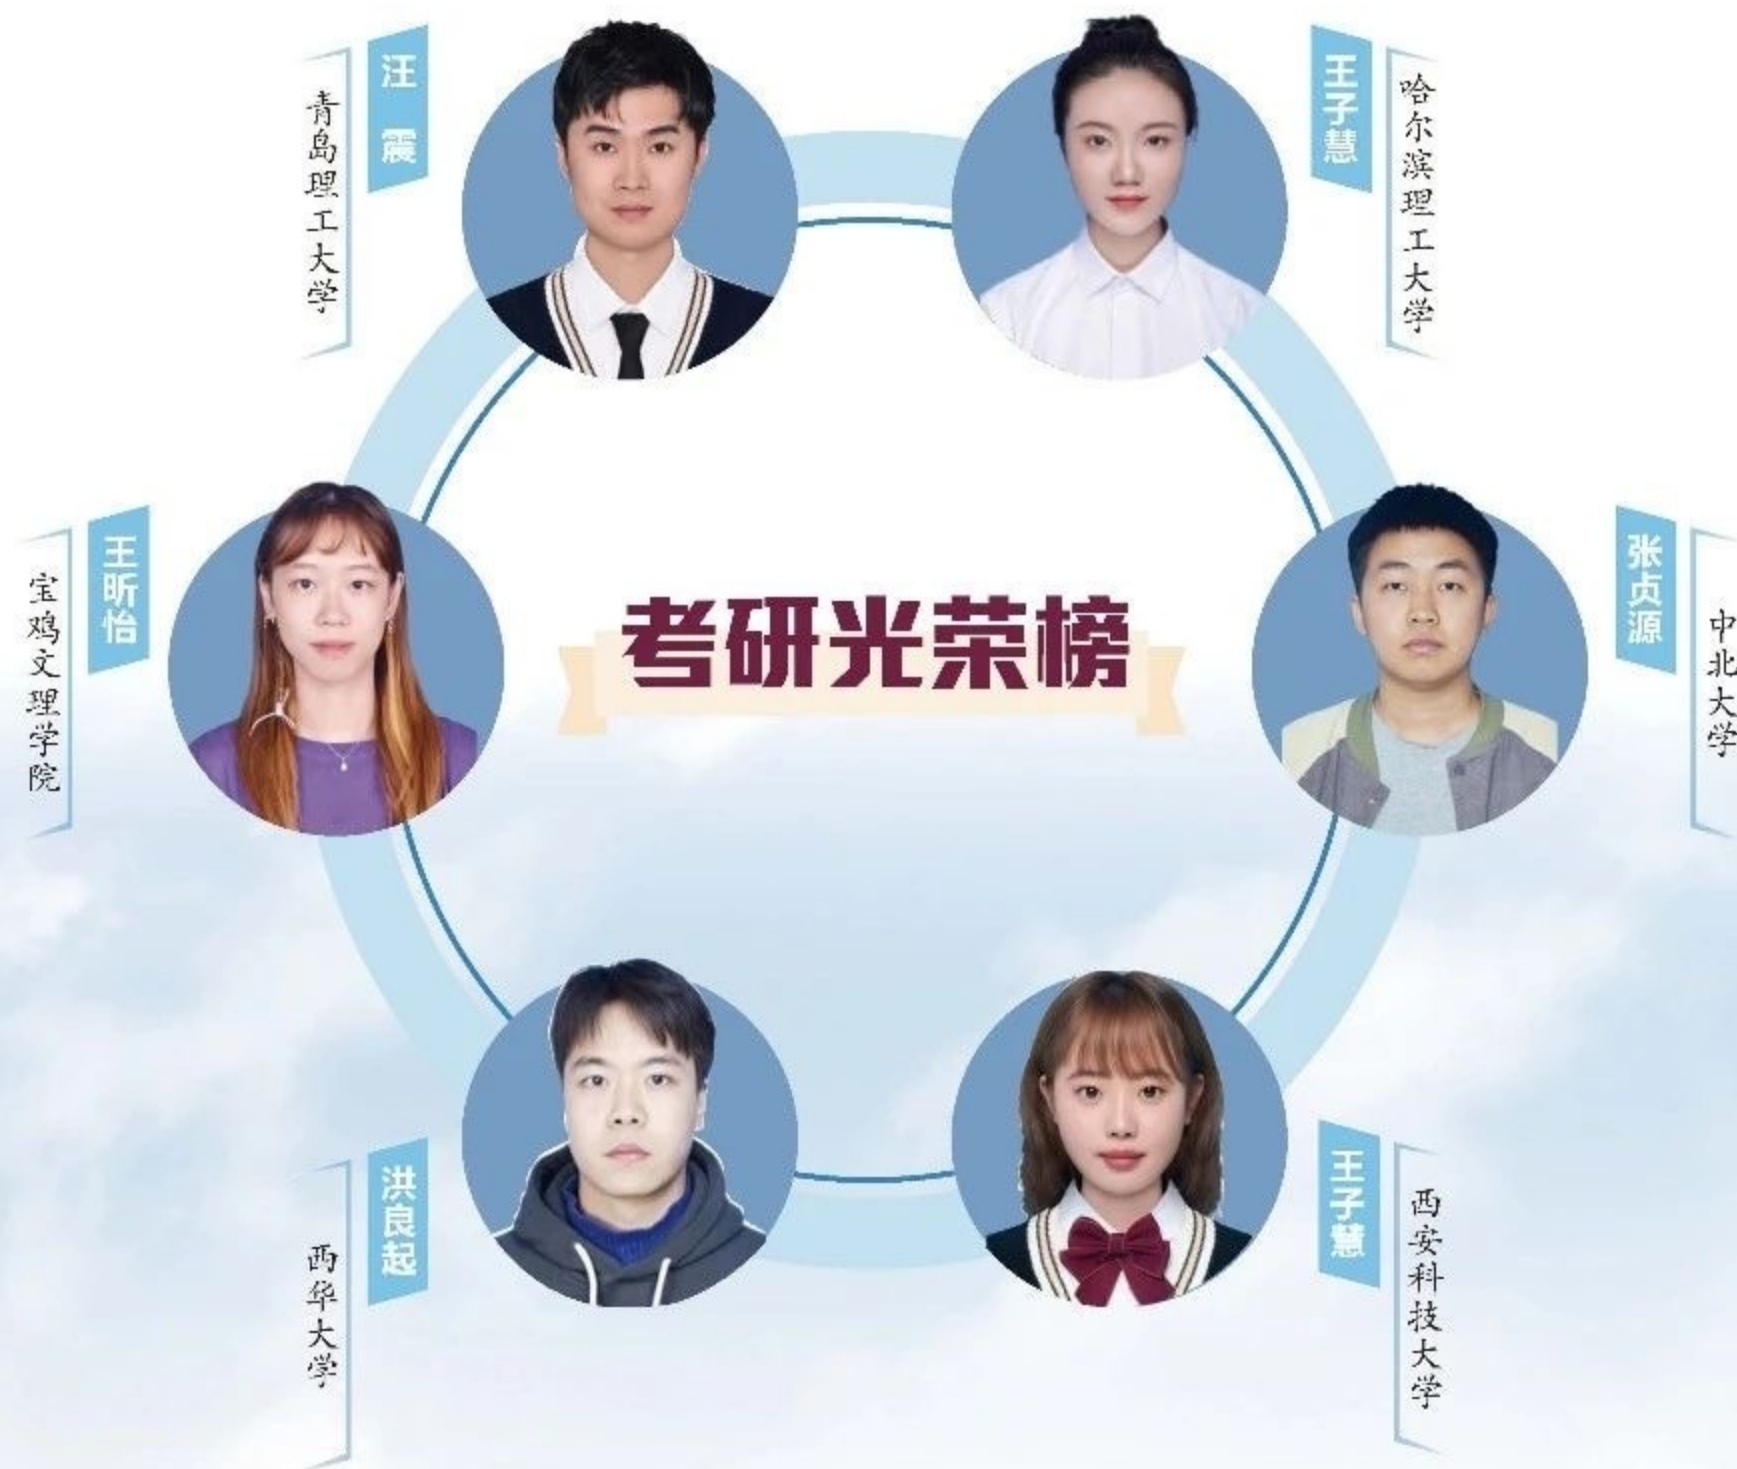 汪震
青岛理工大学
王子慧
哈尔滨理工大学
王昕怡
宝鸡文理学院
考研光荣榜
张贞源
中北大学
洪良起
西华大学
王子慧
西安科技大学